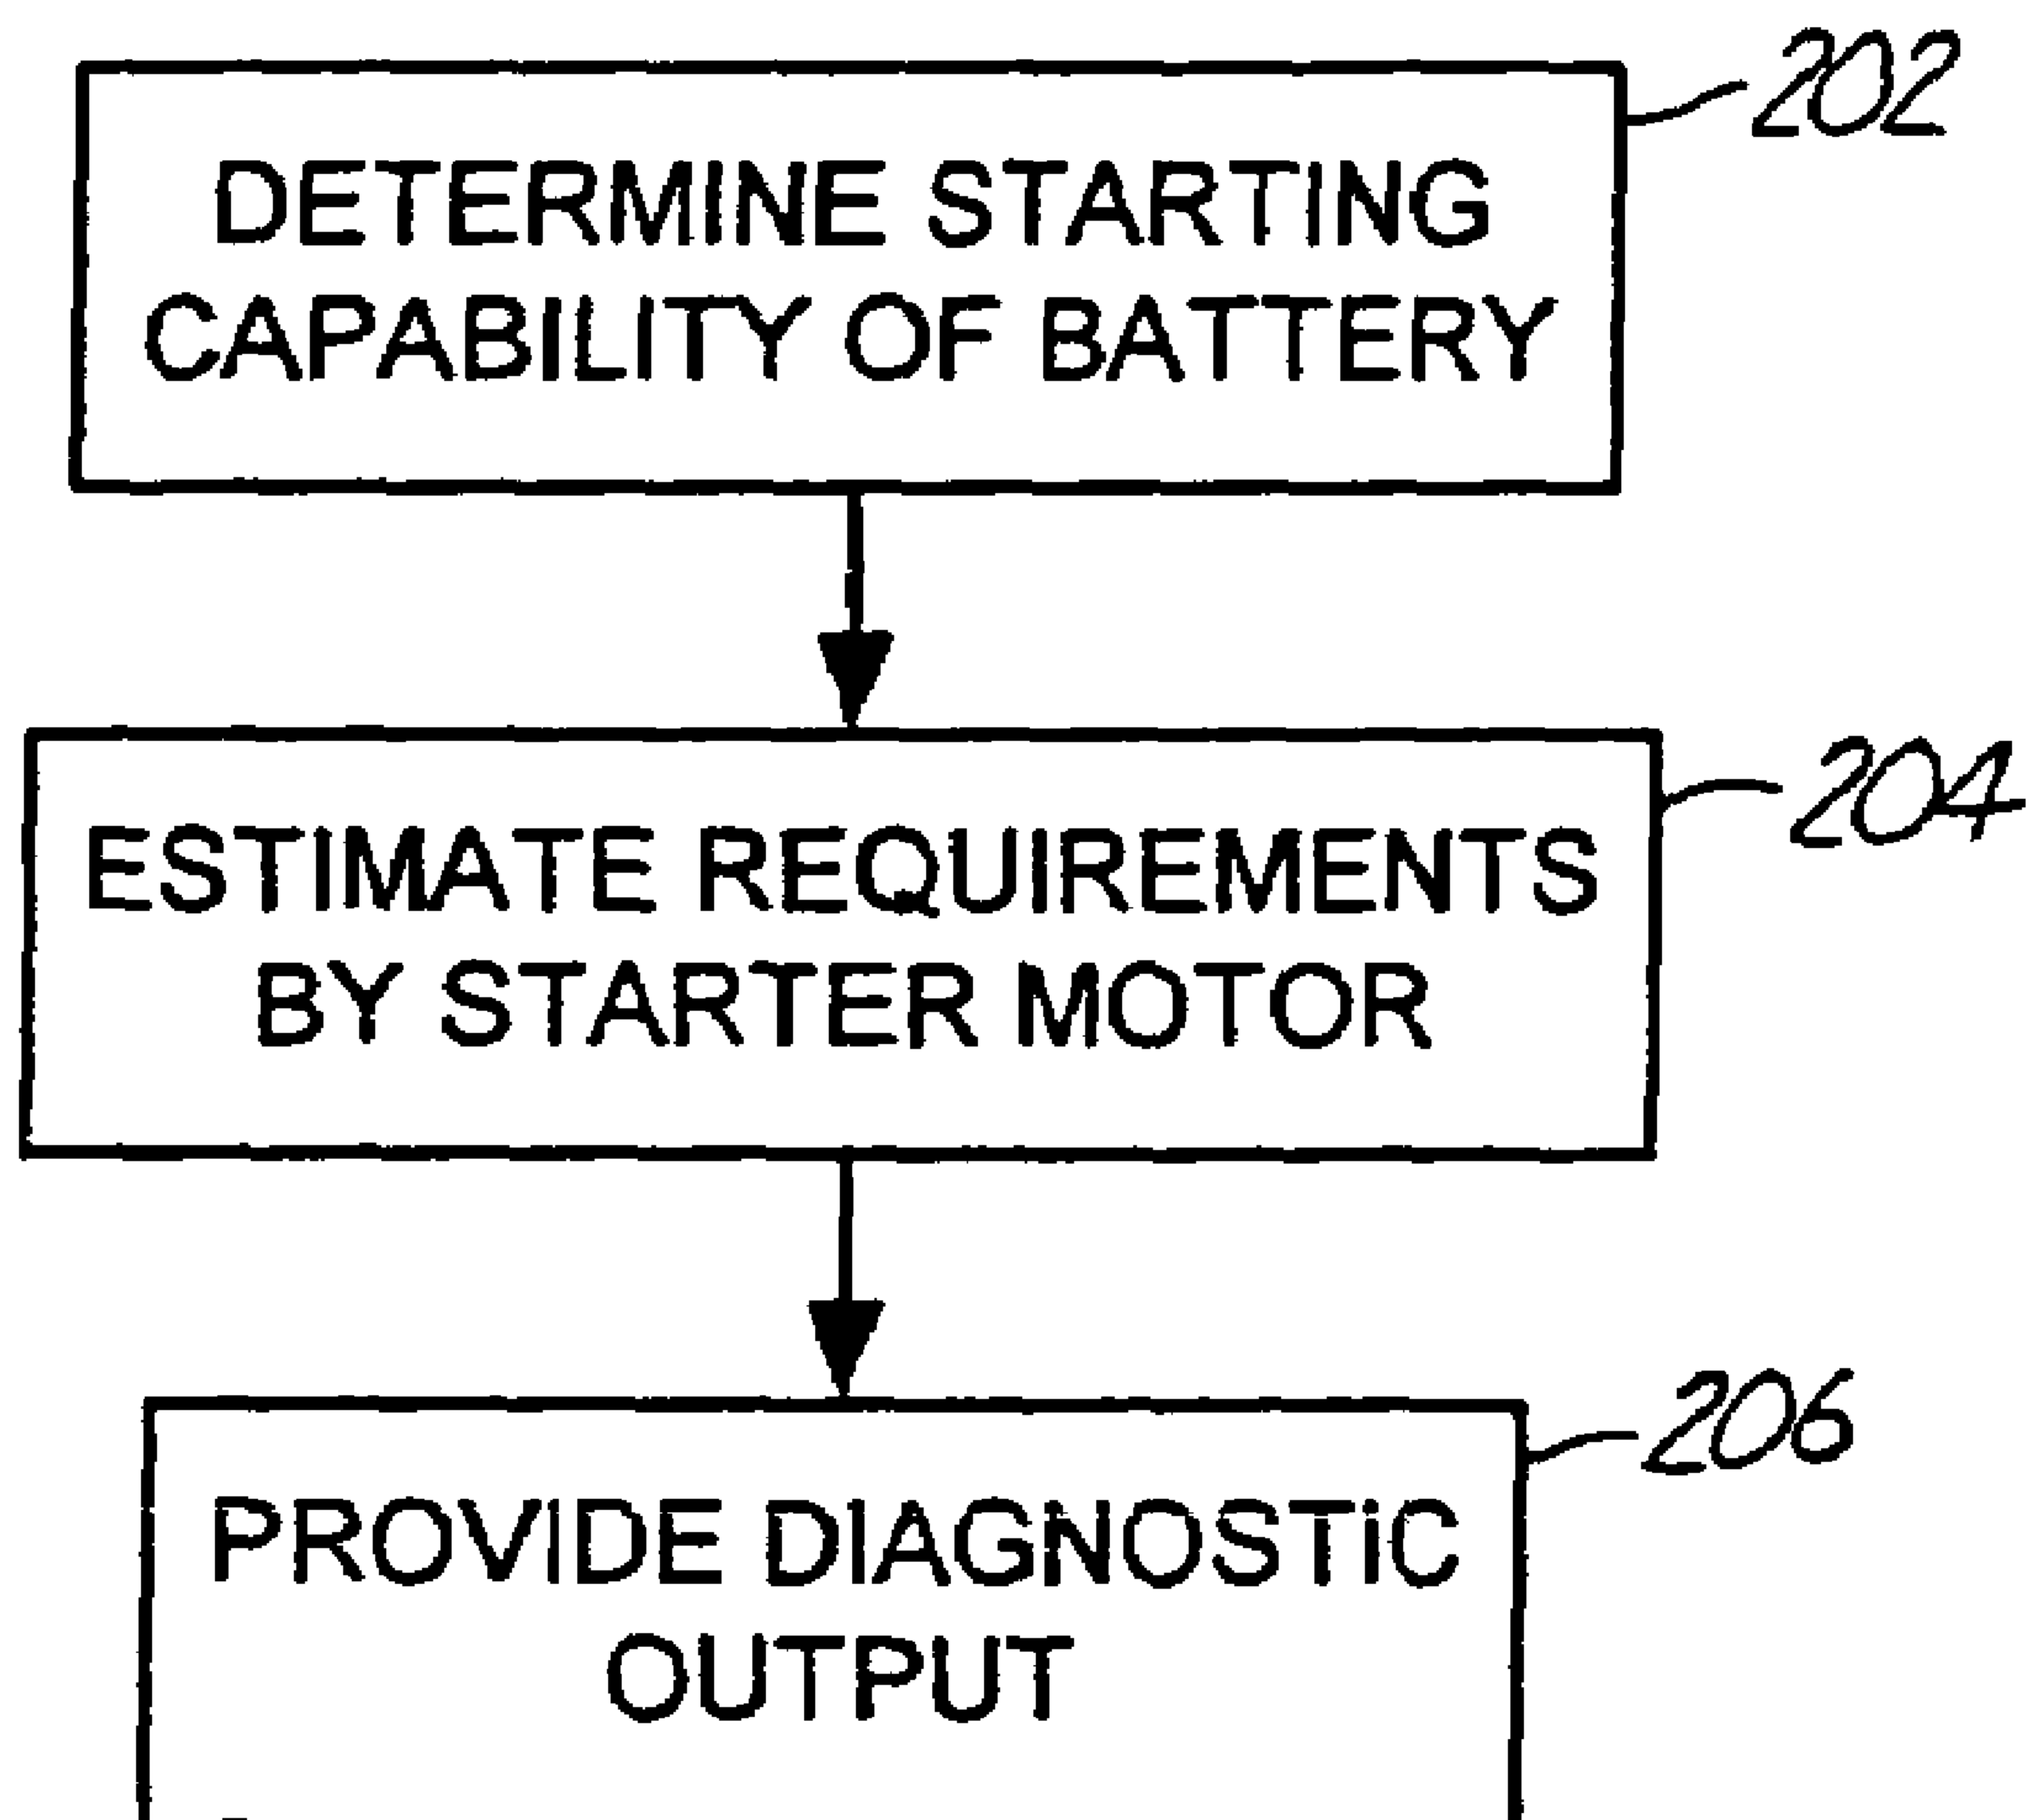 202
DETERMINE STARTING
CAPABILITY OF BATTERY
204
ESTIMATE REQUIREMENTS
BY STARTER MOTOR
206
PROVIDE DIAGNOSTiC
OUTPUT